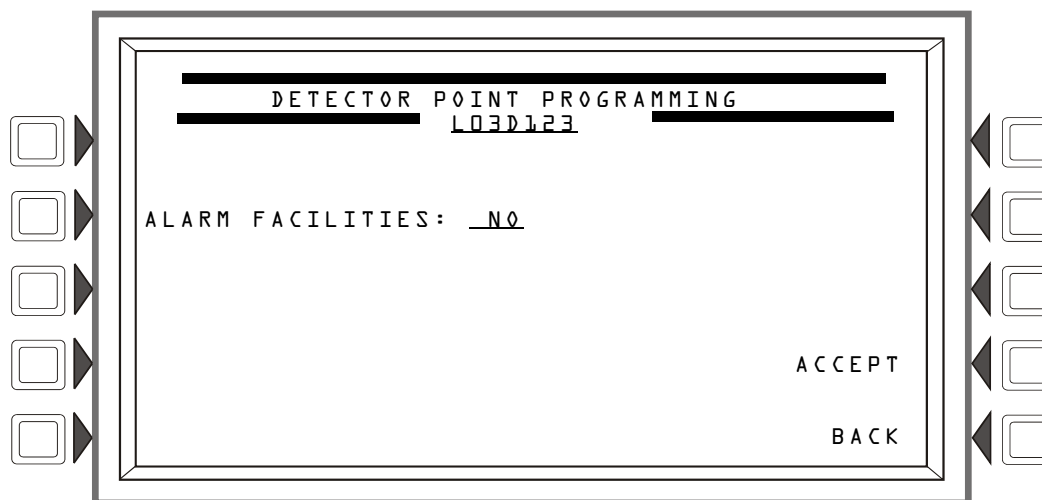 DETECTOR POINT PROGRAMMING
L03D123
ALARM FACILITIES: NO
ACCEPT
BACK